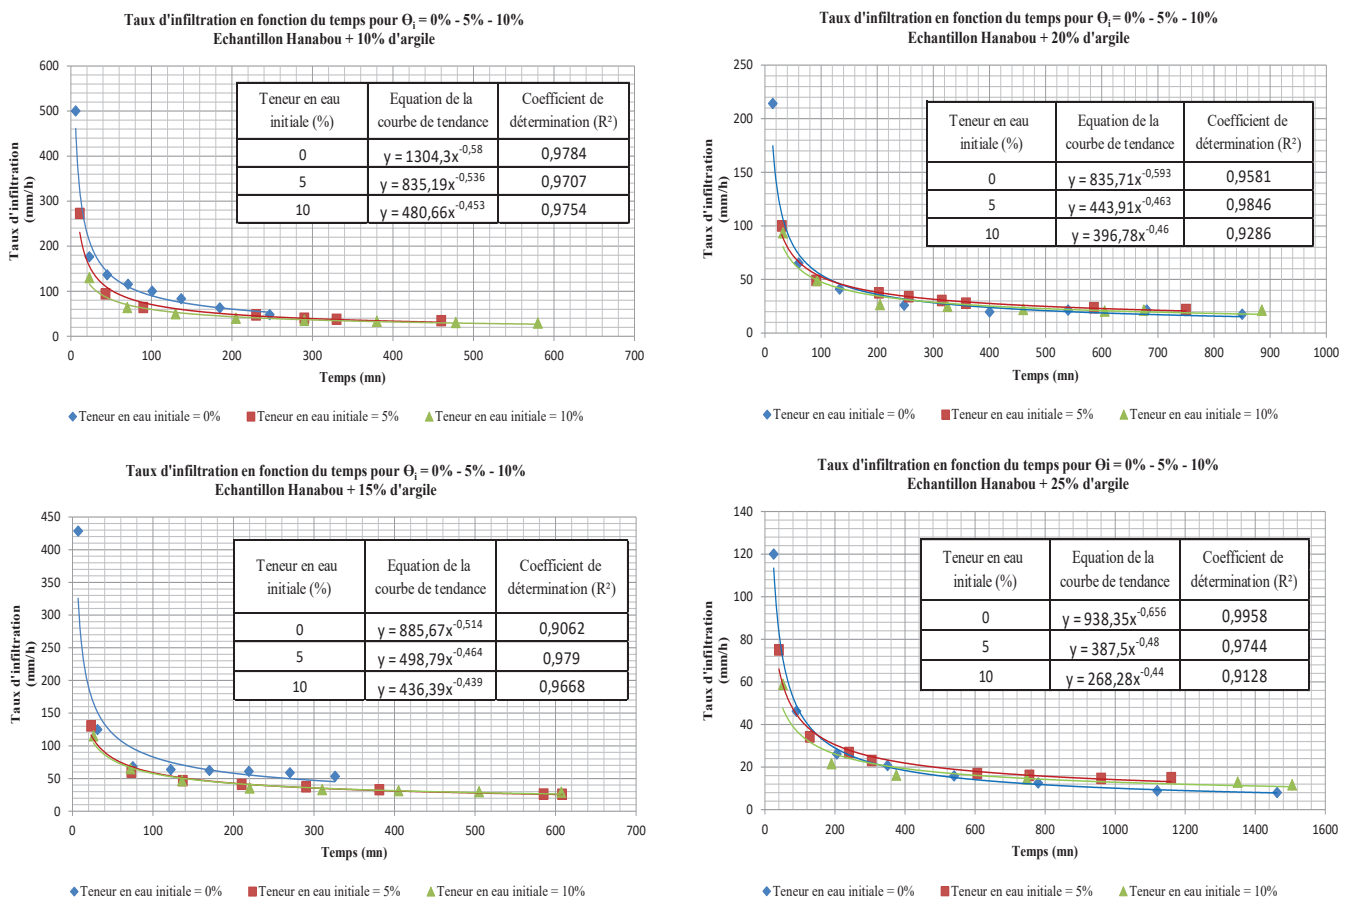 Taux d'infiltration en fonction du temps pour Ѳi = 0% - 5% - 10%
Echantillon Hanabou + 10% d'argile
Taux d'infiltration
(mm/h)
600
500
400
300
200
100
0
Teneur en eau initiale (%)
Equation de la courbe de tendance
Coefficient de détermination (R²)
0
y = 1304,3x^-0,58
0,9784
5
y = 835,19x^-0,536
0,9707
10
y = 480,66x^-0,453
0,9754
0 100 200 300 400 500 600 700
Temps (mn)
Teneur en eau initiale = 0% Teneur en eau initiale = 5% Teneur en eau initiale = 10%
Taux d'infiltration en fonction du temps pour Ѳi = 0% - 5% - 10%
Echantillon Hanabou + 20% d'argile
Taux d'infiltration
(mm/h)
250
200
150
100
50
0
Teneur en eau initiale (%)
Equation de la courbe de tendance
Coefficient de détermination (R²)
0
y = 835,71x^-0,593
0,9581
5
y = 443,91x^-0,463
0,9846
10
y = 396,78x^-0,46
0,9286
0 100 200 300 400 500 600 700 800 900 1000
Temps (mn)
Teneur en eau initiale = 0% Teneur en eau initiale = 5% Teneur en eau initiale = 10%
Taux d'infiltration en fonction du temps pour Ѳi = 0% - 5% - 10%
Echantillon Hanabou + 15% d'argile
Taux d'infiltration
(mm/h)
450
400
350
300
250
200
150
100
50
0
Teneur en eau initiale (%)
Equation de la courbe de tendance
Coefficient de détermination (R²)
0
y = 885,67x^-0,514
0,9062
5
y = 498,79x^-0,464
0,979
10
y = 436,39x^-0,439
0,9668
0 100 200 300 400 500 600 700
Temps (mn)
Teneur en eau initiale = 0% Teneur en eau initiale = 5% Teneur en eau initiale = 10%
Taux d'infiltration en fonction du temps pour Ѳi = 0% - 5% - 10%
Echantillon Hanabou + 25% d'argile
Taux d'infiltration
(mm/h)
140
120
100
80
60
40
20
0
Teneur en eau initiale (%)
Equation de la courbe de tendance
Coefficient de détermination (R²)
0
y = 938,35x^-0,656
0,9958
5
y = 387,5x^-0,48
0,9744
10
y = 268,28x^-0,44
0,9128
0 200 400 600 800 1000 1200 1400 1600
Temps (mn)
Teneur en eau initiale = 0% Teneur en eau initiale = 5% Teneur en eau initiale = 10%